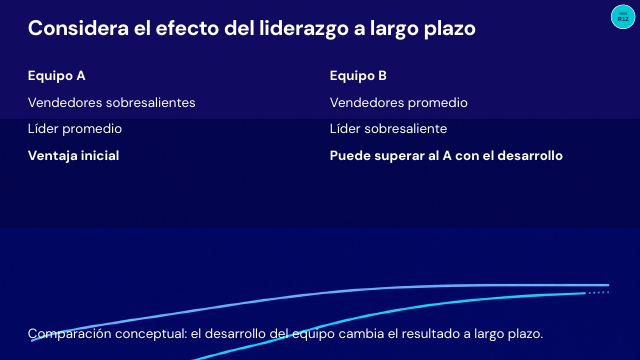 Considera el efecto del liderazgo a largo plazo
R12
Equipo A
Equipo B
Vendedores sobresalientes
Vendedores promedio
Líder promedio
Líder sobresaliente
Ventaja inicial
Puede superar al A con el desarrollo
Comparación conceptual: el desarrollo del equipo cambia el resultado a largo plazo.